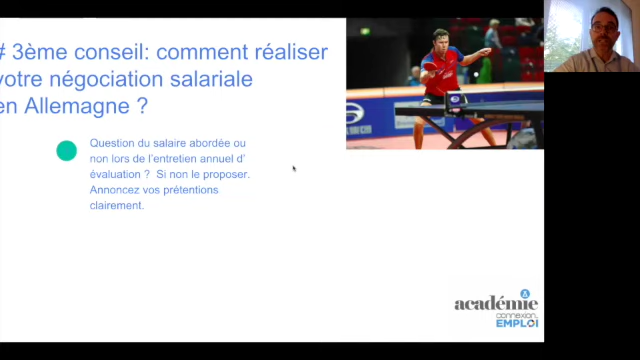 # 3ème conseil: comment réaliser
votre négociation salariale
en Allemagne ?
Question du salaire abordée ou
non lors de l'entretien annuel d'
évaluation ? Si non le proposer.
Annoncez vos prétentions
clairement.
académie
connexion
EMPLOI